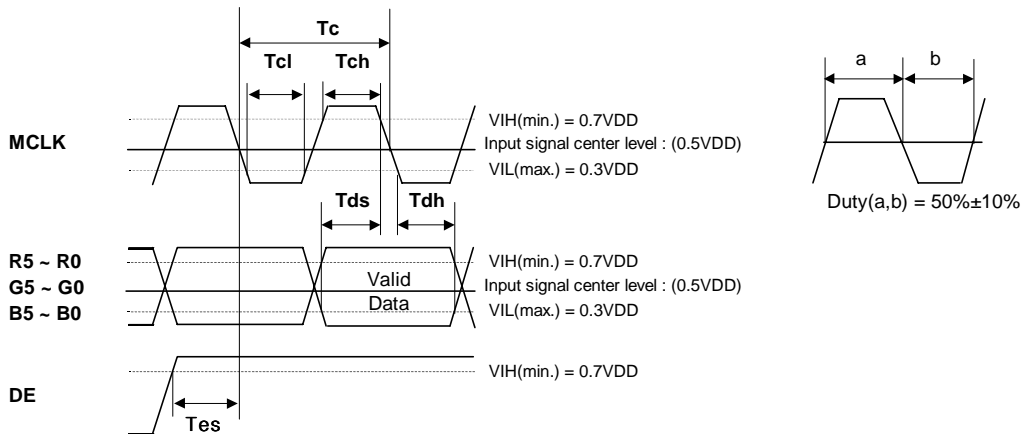 Tc
Tcl Tch
a b
MCLK
VIH(min.) = 0.7VDD
Input signal center level : (0.5VDD)
VIL(max.) = 0.3VDD
Duty(a,b) = 50%±10%
Tds Tdh
R5 ~ R0
G5 ~ G0
B5 ~ B0
Valid
Data
VIH(min.) = 0.7VDD
Input signal center level : (0.5VDD)
VIL(max.) = 0.3VDD
DE
VIH(min.) = 0.7VDD
Tes